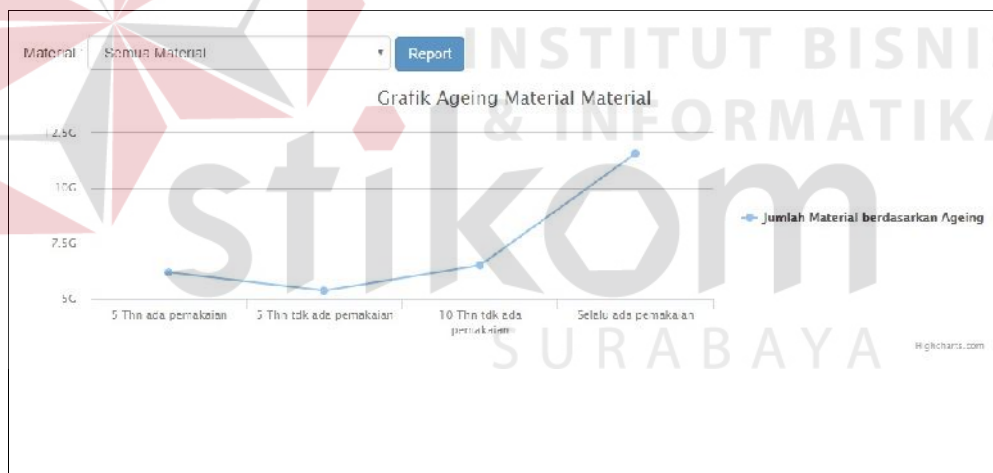 INSTITUT BISNI
Material : Semua Material Report
Grafik Ageing Material Material
& INFORMATIKA
12.5G
10G
stikom
7.5G
Jumlah Material berdasarkan Ageing
5G
5 Thn ada pemakaian 5 Thn tdk ada pemakaian 10 Thn tdk ada pemakaian Selalu ada pemakaian
SURABAYA
Highcharts.com